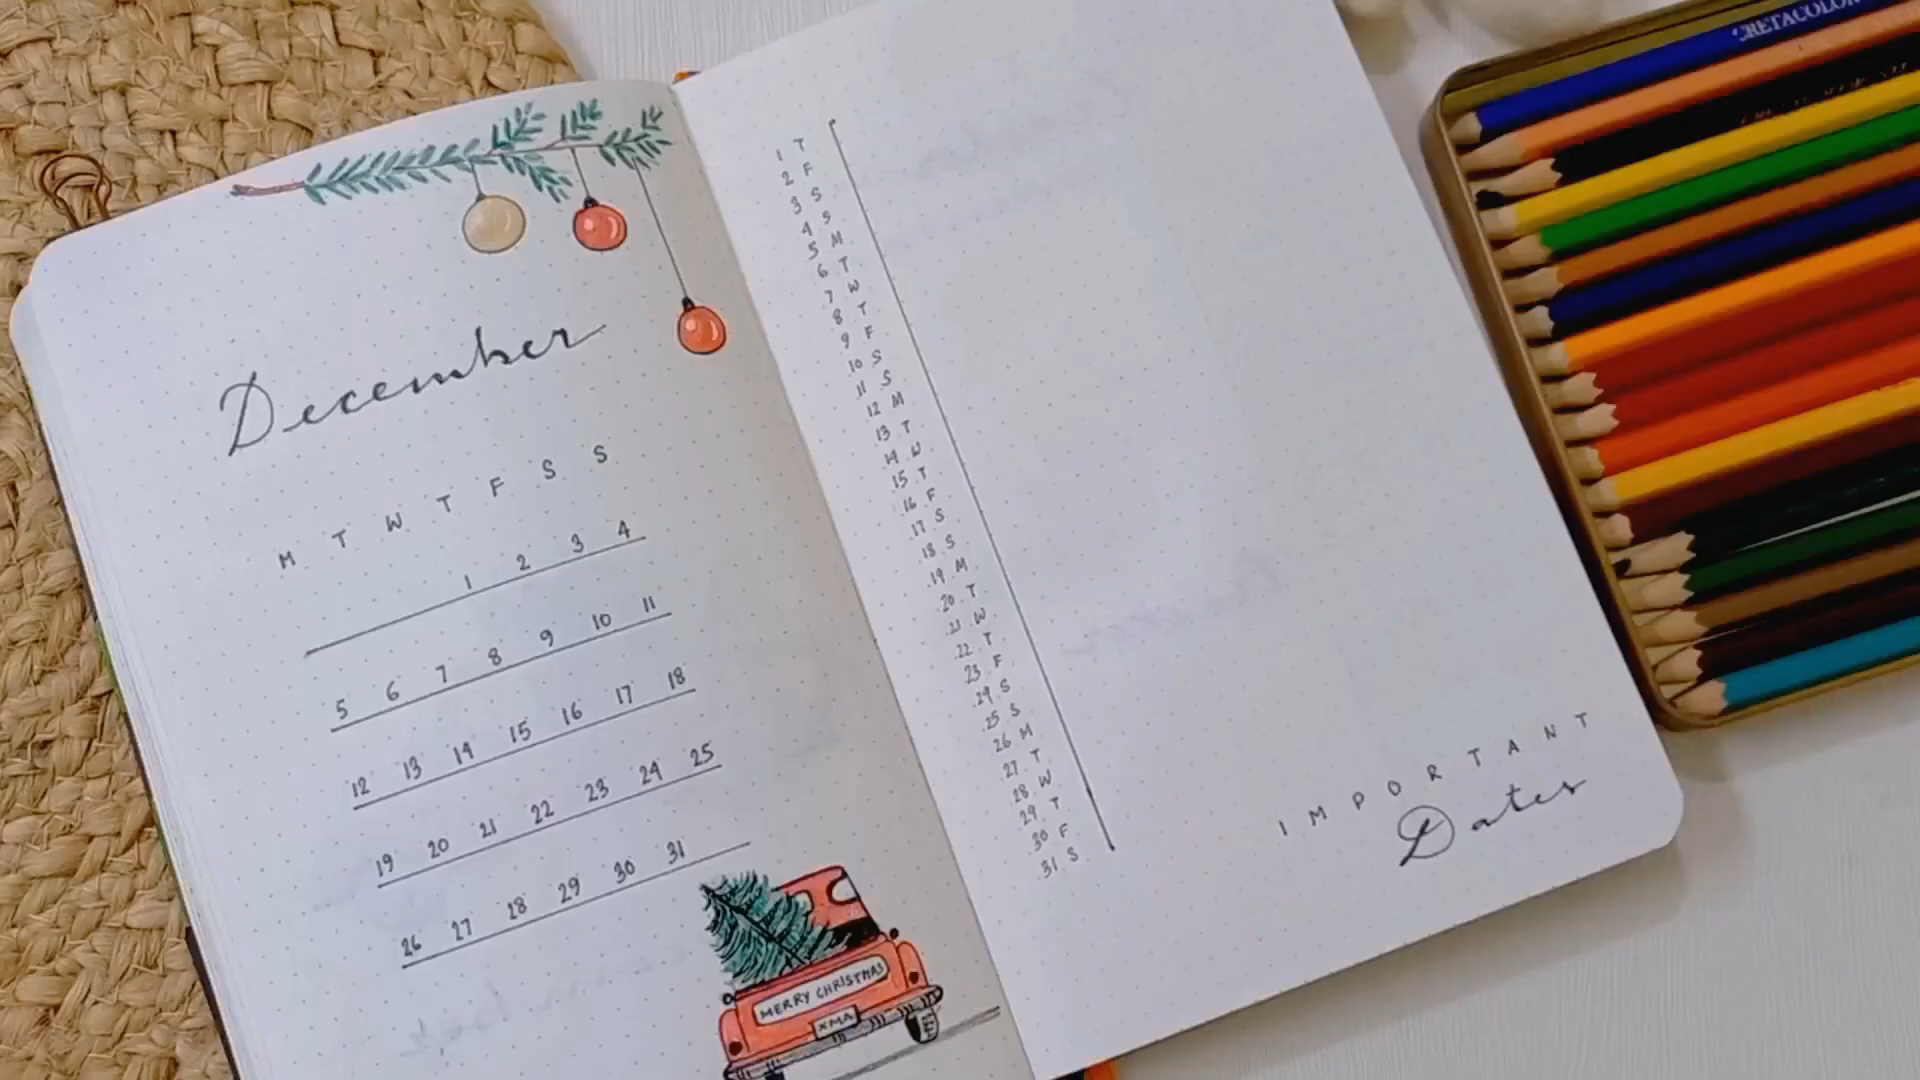 December
M T W T F S S
1 2 3 4
5 6 7 8 9 10 11
12 13 14 15 16 17 18
19 20 21 22 23 24 25
26 27 28 29 30 31
MERRY CHRISTMAS
XMA
1 T
2 F
3 S
4 S
5 M
6 T
7 W
8 T
9 F
10 S
11 S
12 M
13 T
14 W
15 T
16 F
17 S
18 S
19 M
20 T
21 W
22 T
23 F
24 S
25 S
26 M
27 T
28 W
29 T
30 F
31 S
IMPORTANT
Dates
CRETACOLOR